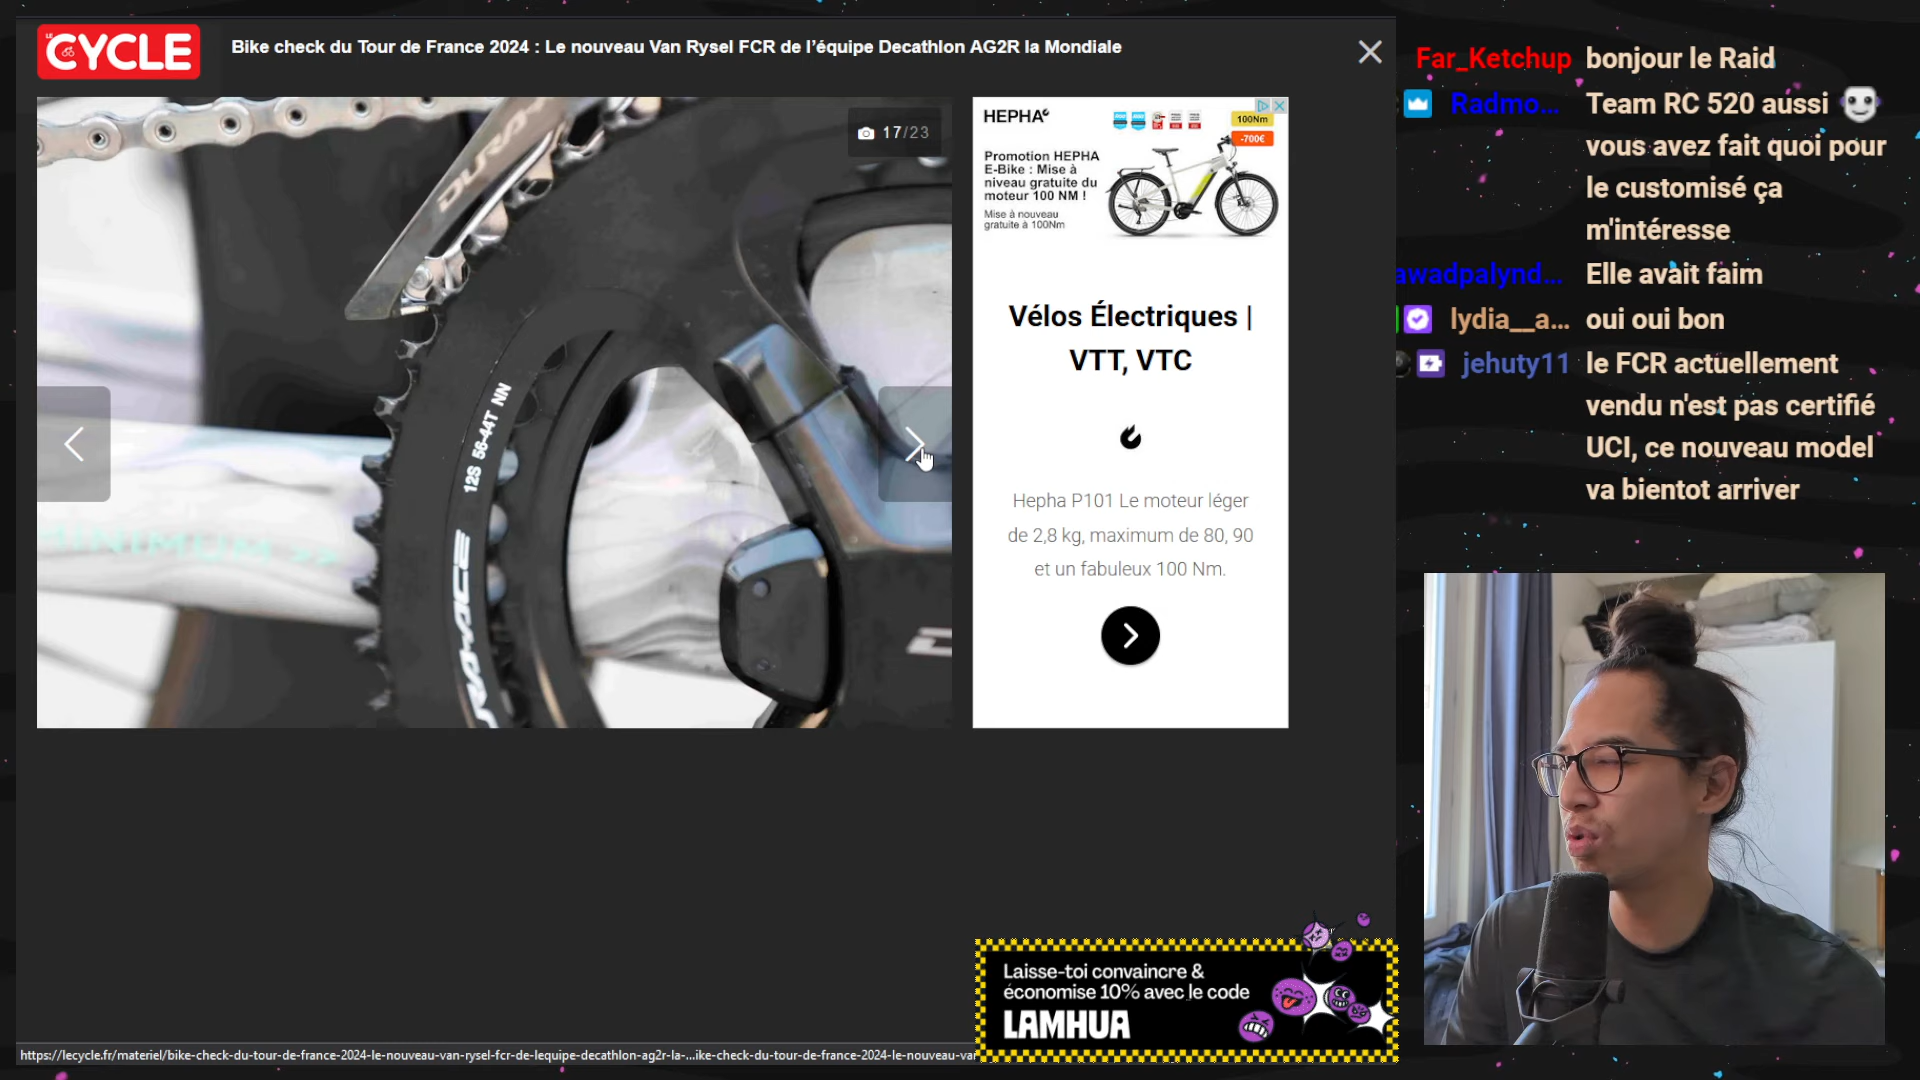 LE CYCLE
Bike check du Tour de France 2024 : Le nouveau Van Rysel FCR de l'équipe Decathlon AG2R la Mondiale
17/23
DURA-
12S 56-44T NN
RA-ACE
MINIMUM >>
HEPHA
100Nm
-700€
Promotion HEPHA
E-Bike : Mise à
niveau gratuite du
moteur 100 NM !
Mise à nouveau
gratuite à 100Nm
Vélos Électriques |
VTT, VTC
Hepha P101 Le moteur léger
de 2,8 kg, maximum de 80, 90
et un fabuleux 100 Nm.
Far_Ketchup bonjour le Raid
Radmo... Team RC 520 aussi
vous avez fait quoi pour
le customisé ça
m'intéresse
awadpalynd... Elle avait faim
lydia__a... oui oui bon
jehuty11 le FCR actuellement
vendu n'est pas certifié
UCI, ce nouveau model
va bientot arriver
Laisse-toi convaincre &
économise 10% avec le code
LAMHUA
https://lecycle.fr/materiel/bike-check-du-tour-de-france-2024-le-nouveau-van-rysel-fcr-de-lequipe-decathlon-ag2r-la-...ike-check-du-tour-de-france-2024-le-nouveau-va